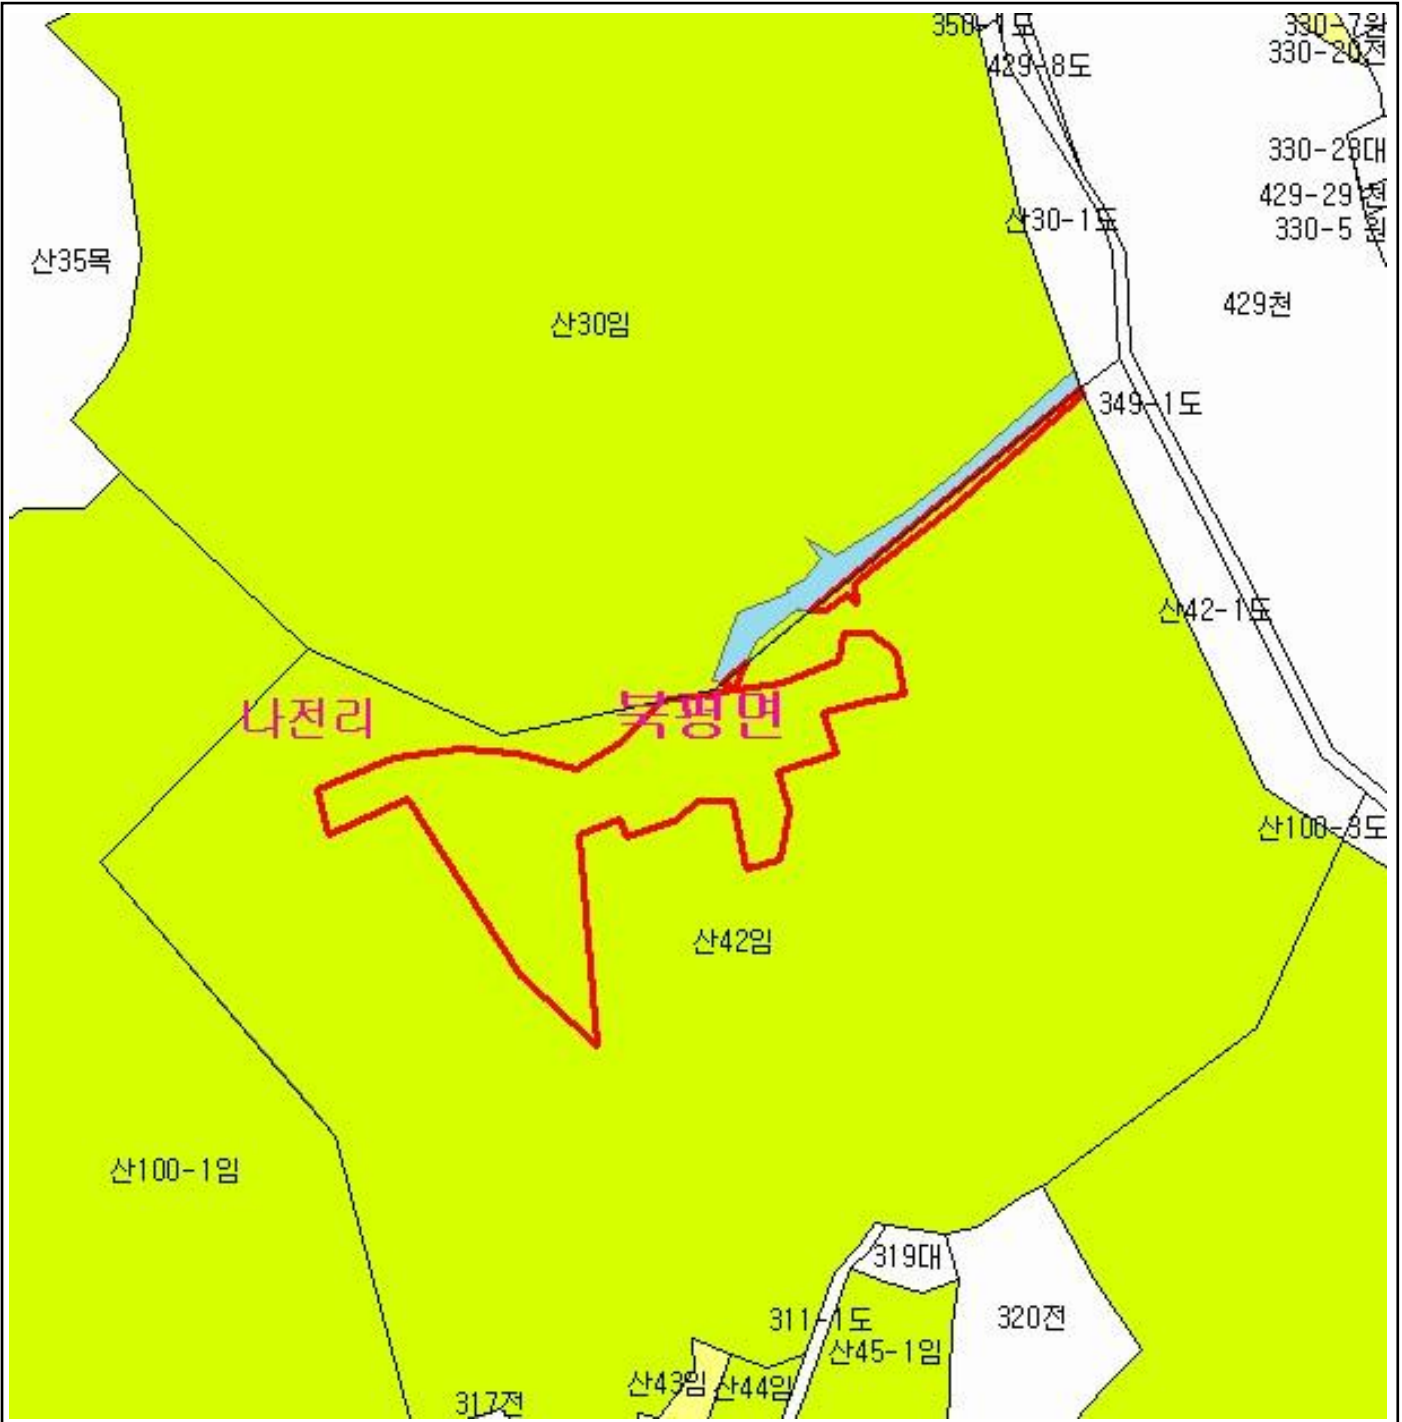 350-1도
330-7원
330-20전
429-8도
330-23대
429-29천
산30-1도
330-5 원
산35목
429천
산30임
349-1도
산42-1도
나전리
북평면
산100-3도
산42임
산100-1임
319대
311-1도
320전
산45-1임
산43임
산44임
317전